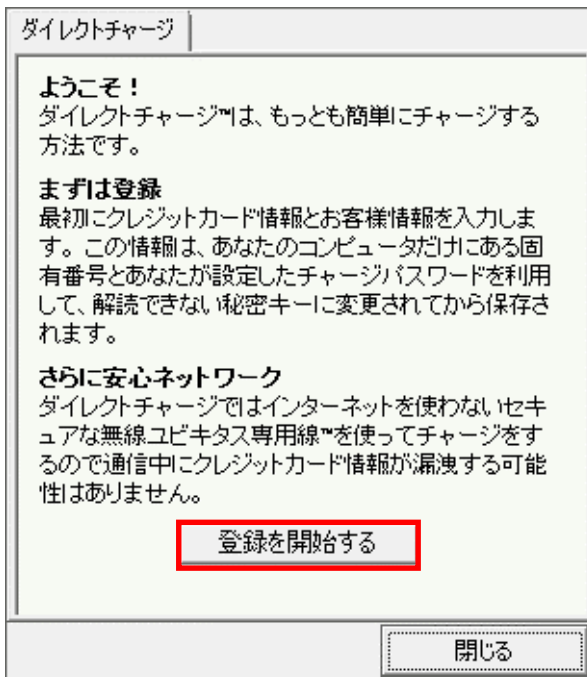 ダイレクトチャージ
ようこそ！
ダイレクトチャージ™は、もっとも簡単にチャージする
方法です。
まずは登録
最初にクレジットカード情報とお客様情報を入力しま
す。この情報は、あなたのコンピュータだけにある固
有番号とあなたが設定したチャージパスワードを利用
して、解読できない秘密キーに変更されてから保存さ
れます。
さらに安心ネットワーク
ダイレクトチャージではインターネットを使わないセキ
ュアな無線ユビキタス専用線™を使ってチャージをす
るので通信中にクレジットカード情報が漏洩する可能
性はありません。
登録を開始する
閉じる